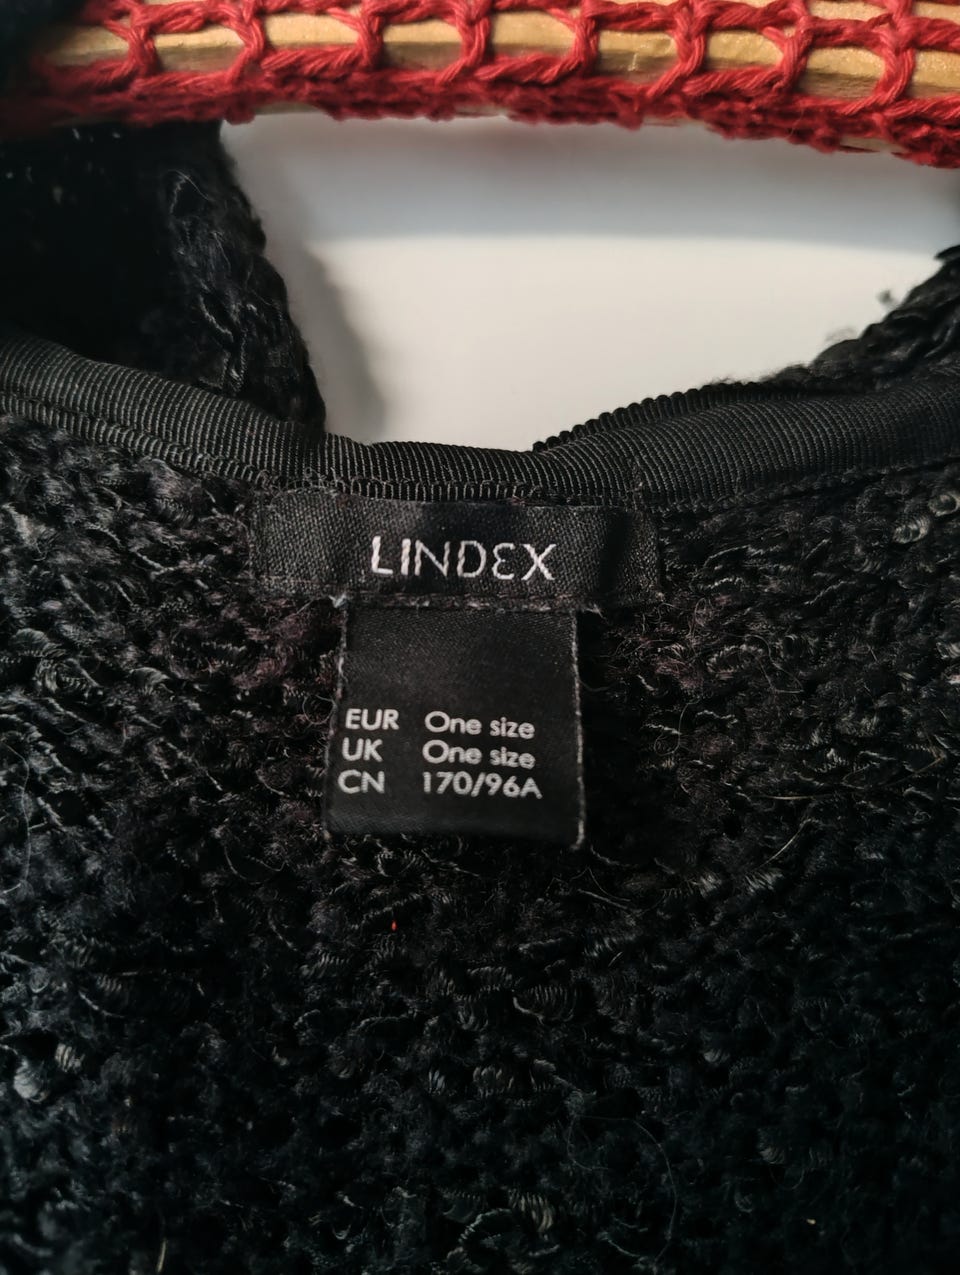 LINDEX
EUR One size
UK One size
CN 170/96A